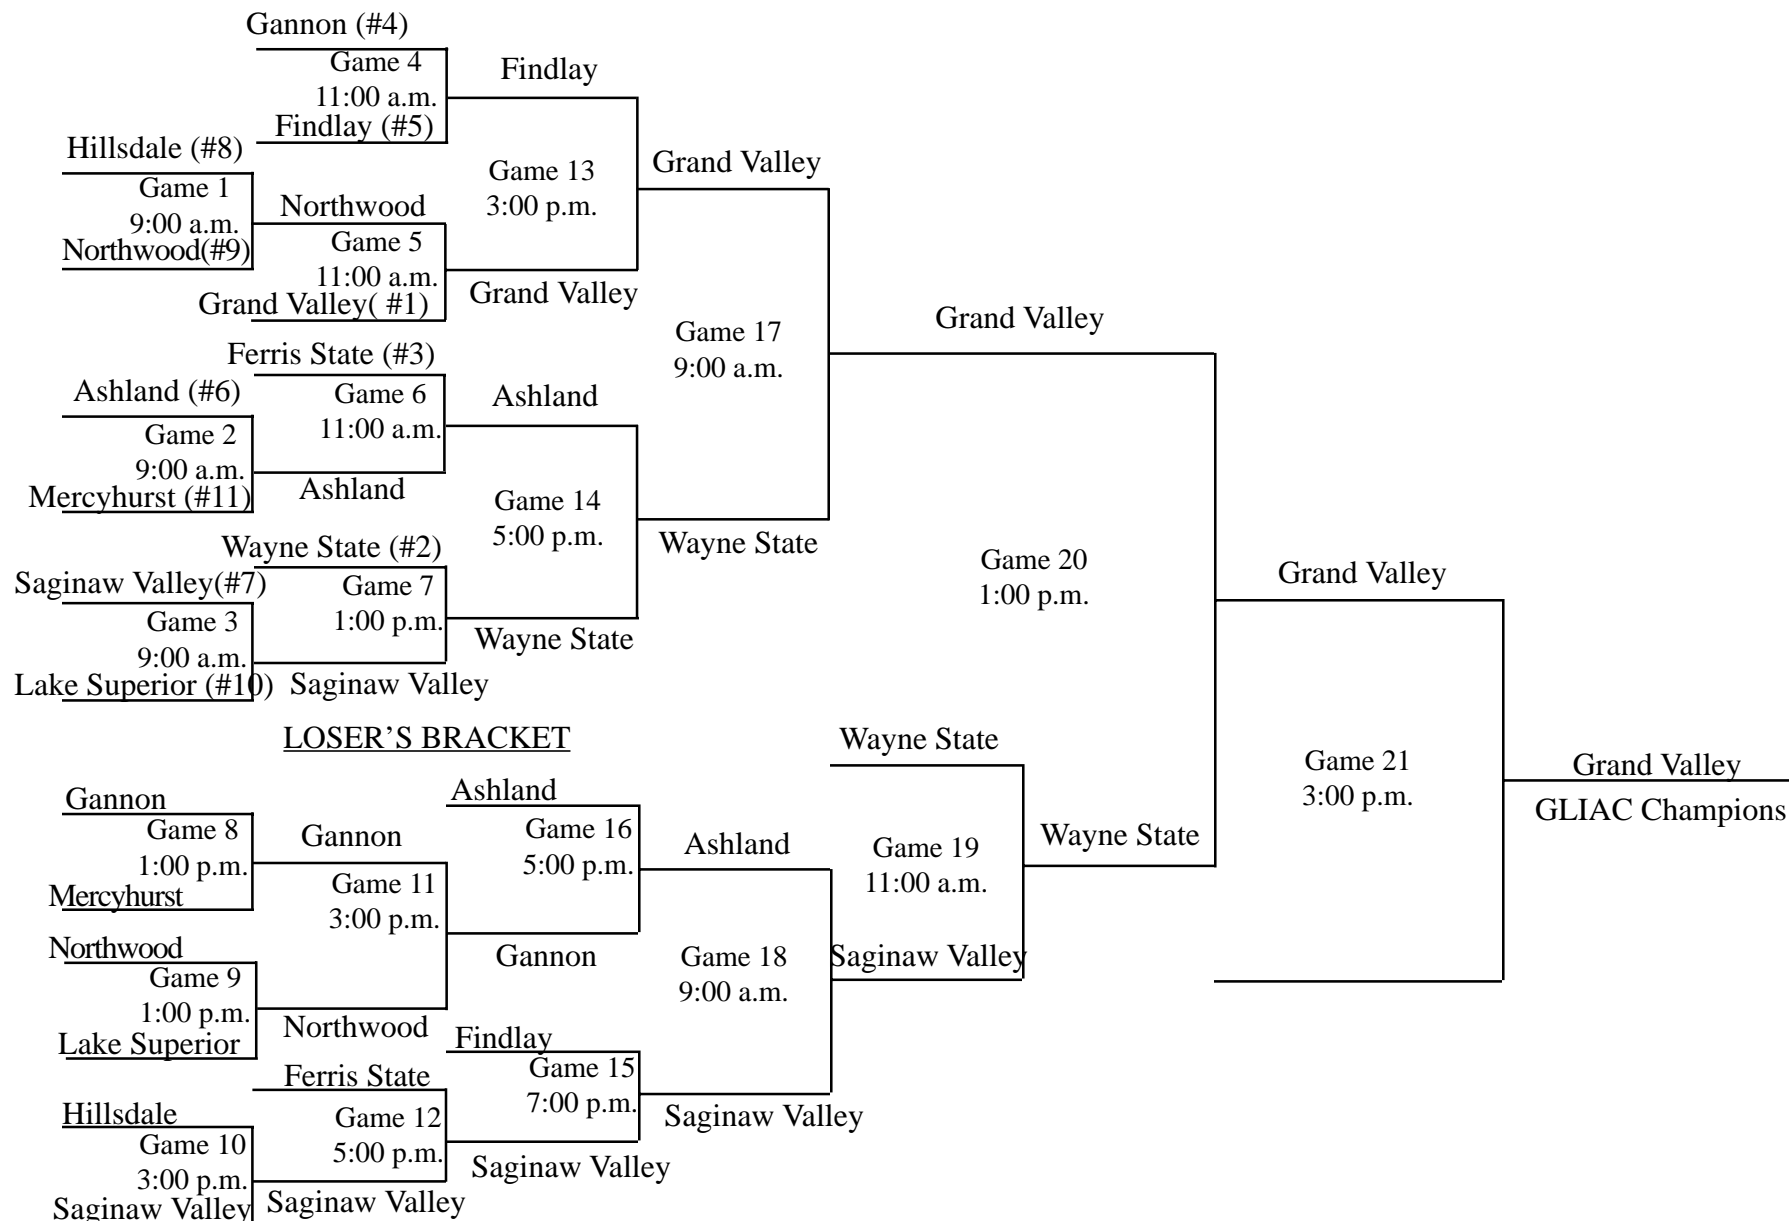 Gannon (#4)
Game 4
11:00 a.m.
Findlay (#5)
Findlay
Hillsdale (#8)
Game 1
9:00 a.m.
Northwood(#9)
Northwood
Game 5
11:00 a.m.
Grand Valley( #1)
Game 13
3:00 p.m.
Grand Valley
Grand Valley
Ferris State (#3)
Game 6
11:00 a.m.
Ashland
Ashland (#6)
Game 2
9:00 a.m.
Mercyhurst (#11)
Ashland
Game 14
5:00 p.m.
Game 17
9:00 a.m.
Grand Valley
Wayne State (#2)
Game 7
1:00 p.m.
Wayne State
Saginaw Valley(#7)
Game 3
9:00 a.m.
Lake Superior (#10)
Saginaw Valley
Wayne State
Game 20
1:00 p.m.
Grand Valley
LOSER’S BRACKET
Gannon
Game 8
1:00 p.m.
Mercyhurst
Gannon
Game 11
3:00 p.m.
Northwood
Game 9
1:00 p.m.
Lake Superior
Northwood
Ashland
Game 16
5:00 p.m.
Gannon
Ashland
Game 18
9:00 a.m.
Findlay
Game 15
7:00 p.m.
Saginaw Valley
Ferris State
Game 12
5:00 p.m.
Saginaw Valley
Hillsdale
Game 10
3:00 p.m.
Saginaw Valley
Saginaw Valley
Wayne State
Game 19
11:00 a.m.
Saginaw Valley
Wayne State
Game 21
3:00 p.m.
Grand Valley
GLIAC Champions